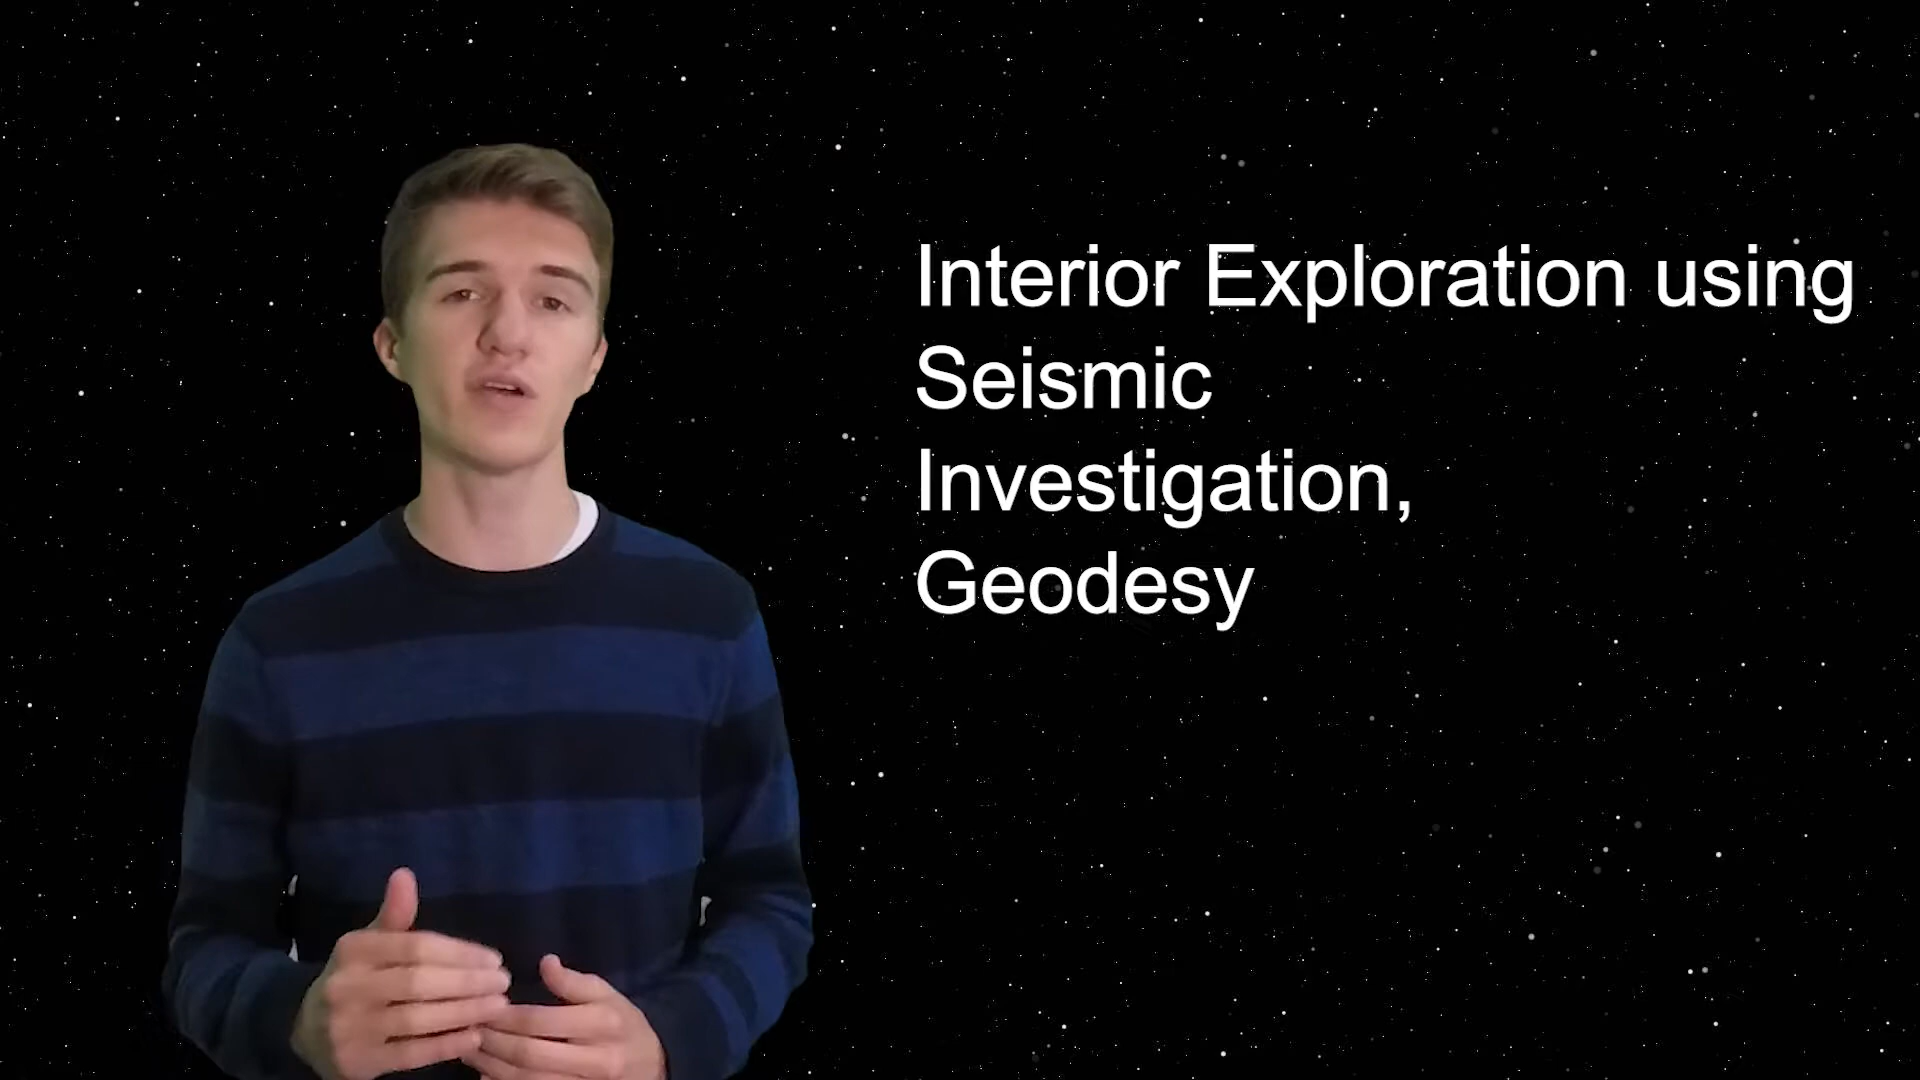 Interior Exploration using
Seismic
Investigation,
Geodesy